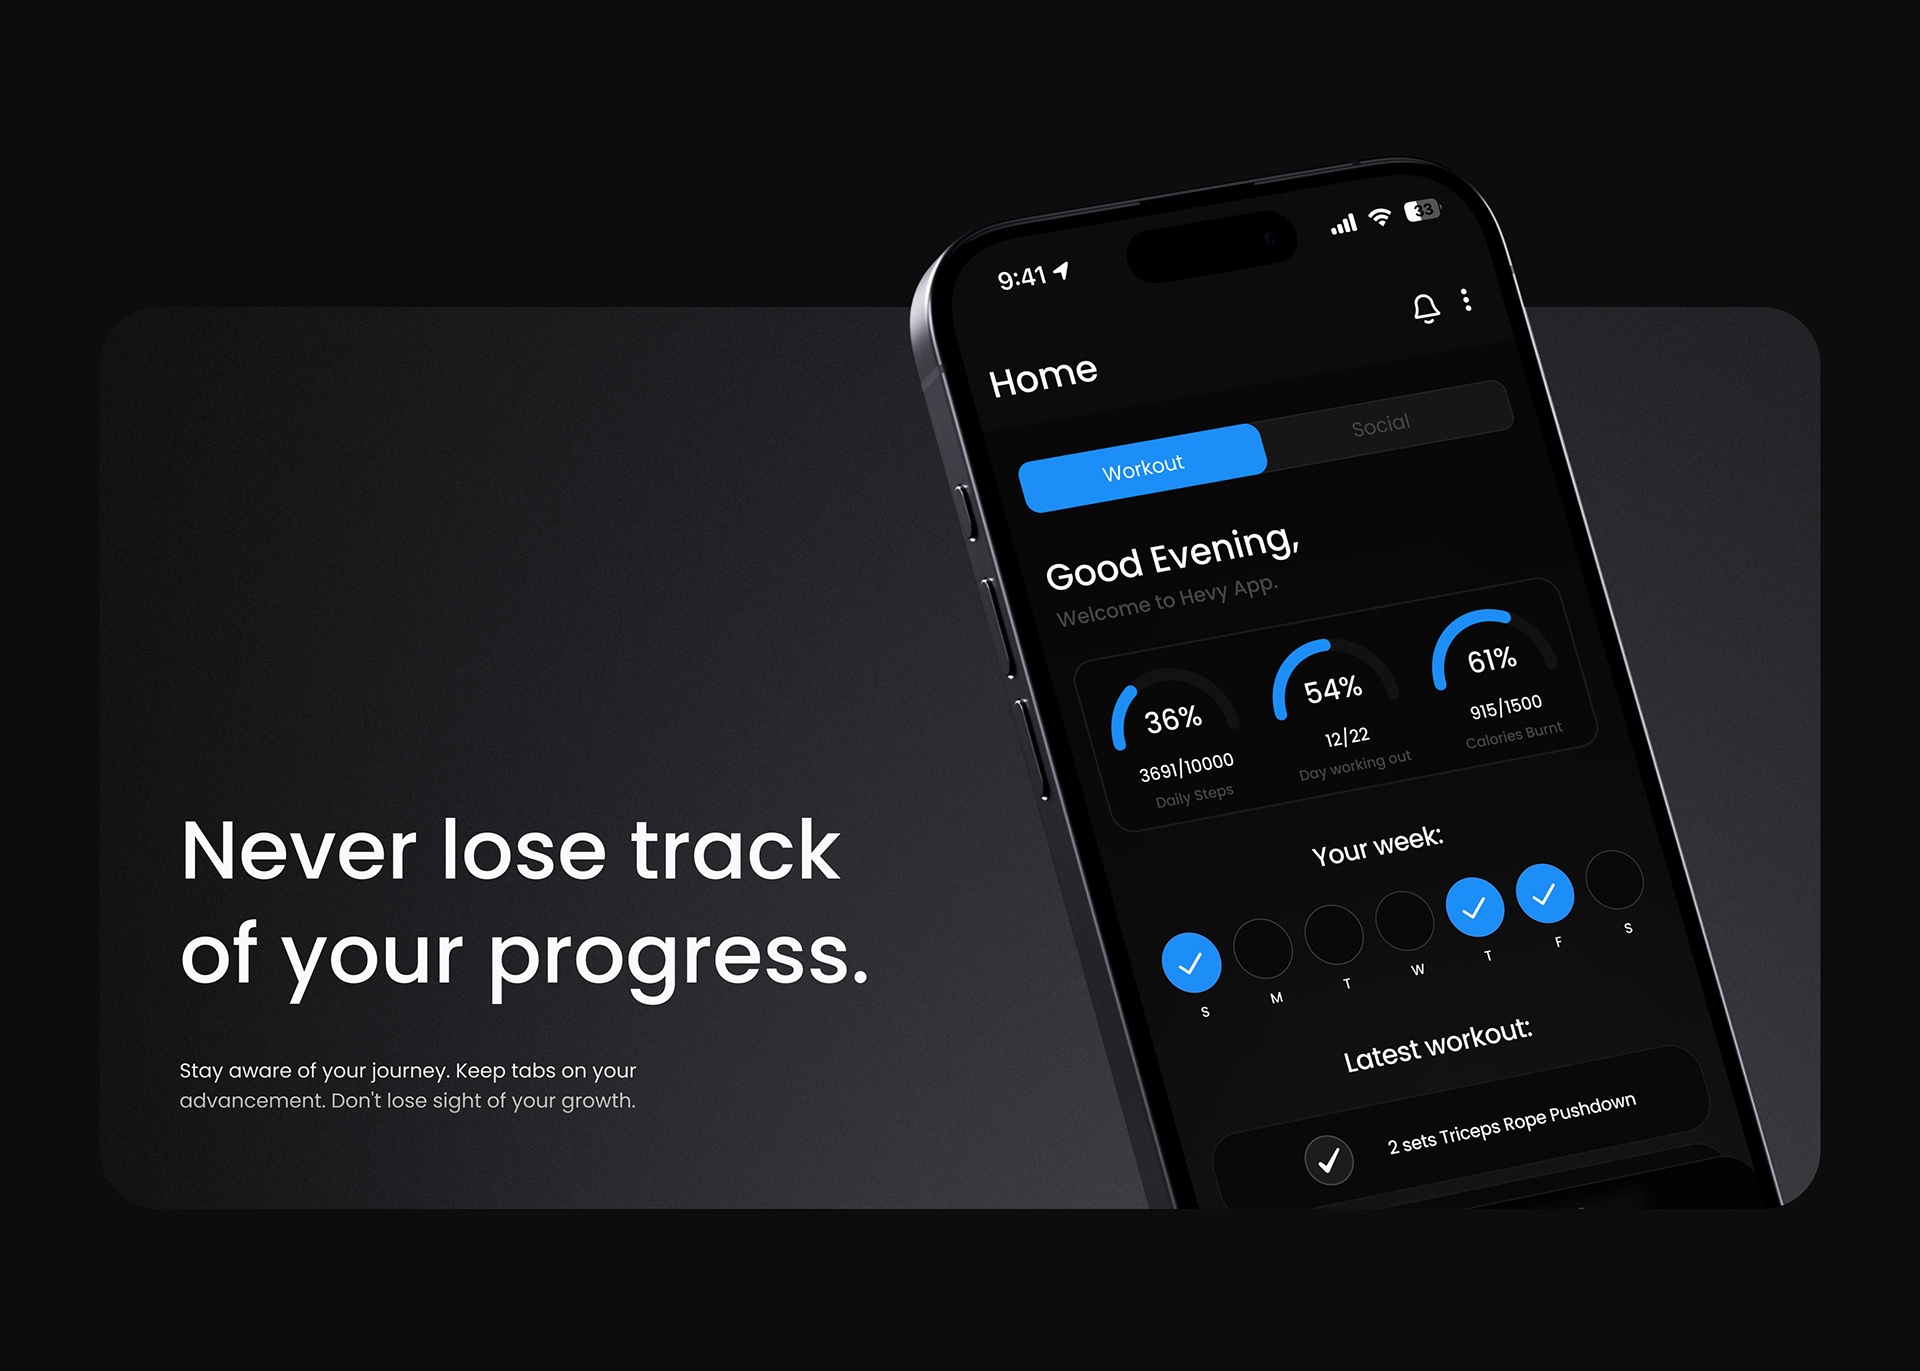 9:41
33
Home
Workout
Social
Good Evening,
Welcome to Hevy App.
36%
3691/10000
Daily Steps
54%
12/22
Day working out
61%
915/1500
Calories Burnt
Your week:
S M T W T F S
Latest workout:
2 sets Triceps Rope Pushdown
Never lose track
of your progress.
Stay aware of your journey. Keep tabs on your
advancement. Don't lose sight of your growth.